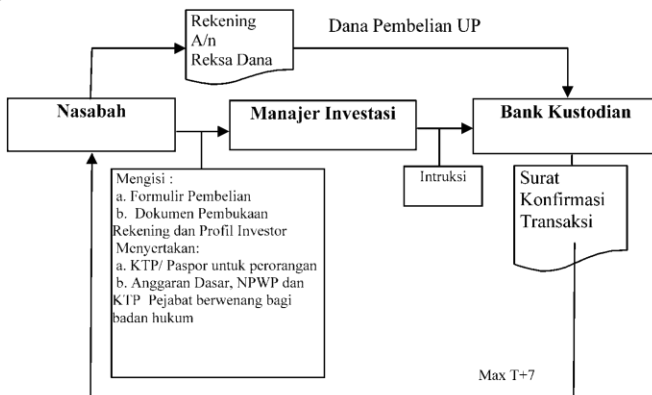 Rekening
A/n
Reksa Dana
Dana Pembelian UP
Nasabah
Manajer Investasi
Bank Kustodian
Mengisi :
a. Formulir Pembelian
b. Dokumen Pembukaan
Rekening dan Profil Investor
Menyertakan:
a. KTP/ Paspor untuk perorangan
b. Anggaran Dasar, NPWP dan
KTP Pejabat berwenang bagi
badan hukum
Intruksi
Surat
Konfirmasi
Transaksi
Max T+7